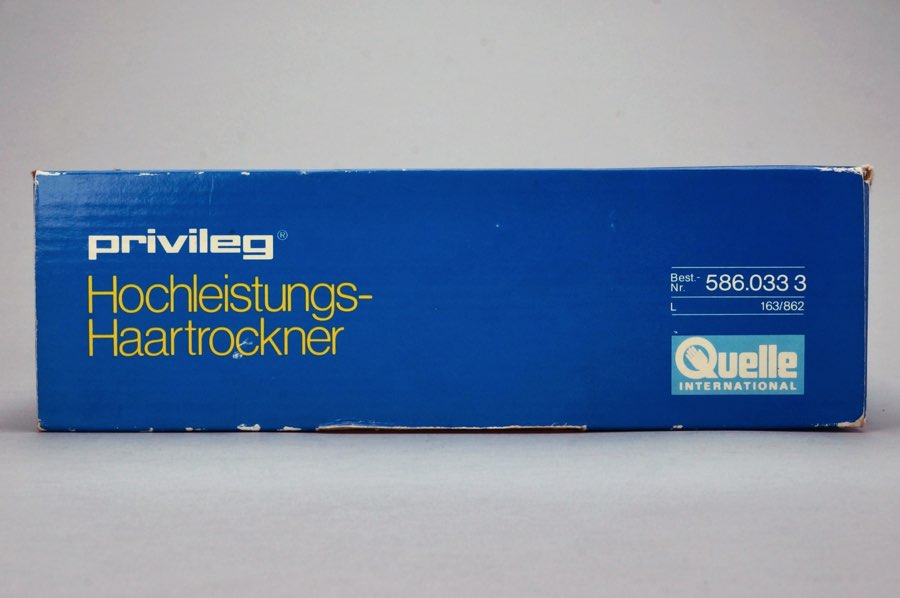 privileg®
Hochleistungs-
Haartrockner
Best.-
Nr. 586.033 3
L 163/862
Quelle
INTERNATIONAL